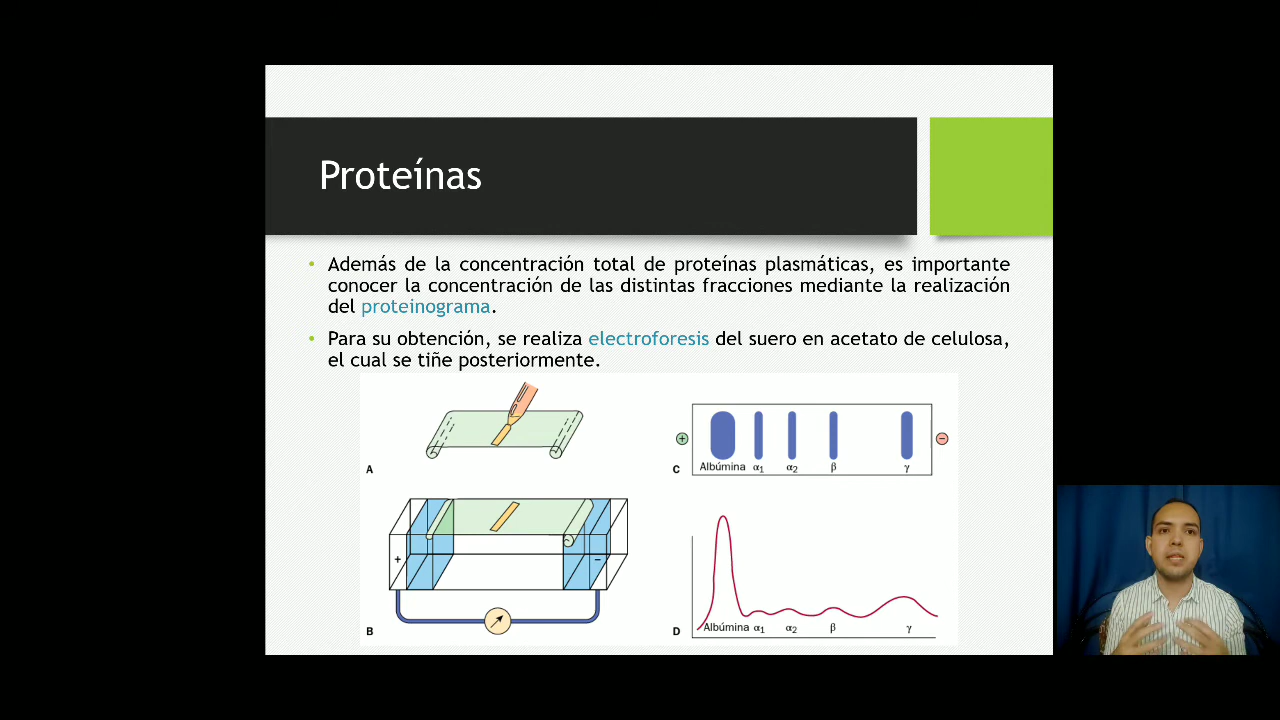 Proteínas
• Además de la concentración total de proteínas plasmáticas, es importante
conocer la concentración de las distintas fracciones mediante la realización
del proteinograma.
• Para su obtención, se realiza electroforesis del suero en acetato de celulosa,
el cual se tiñe posteriormente.
A
+ Albúmina α1 α2 β γ −
C
+ −
B
Albúmina α1 α2 β γ
D